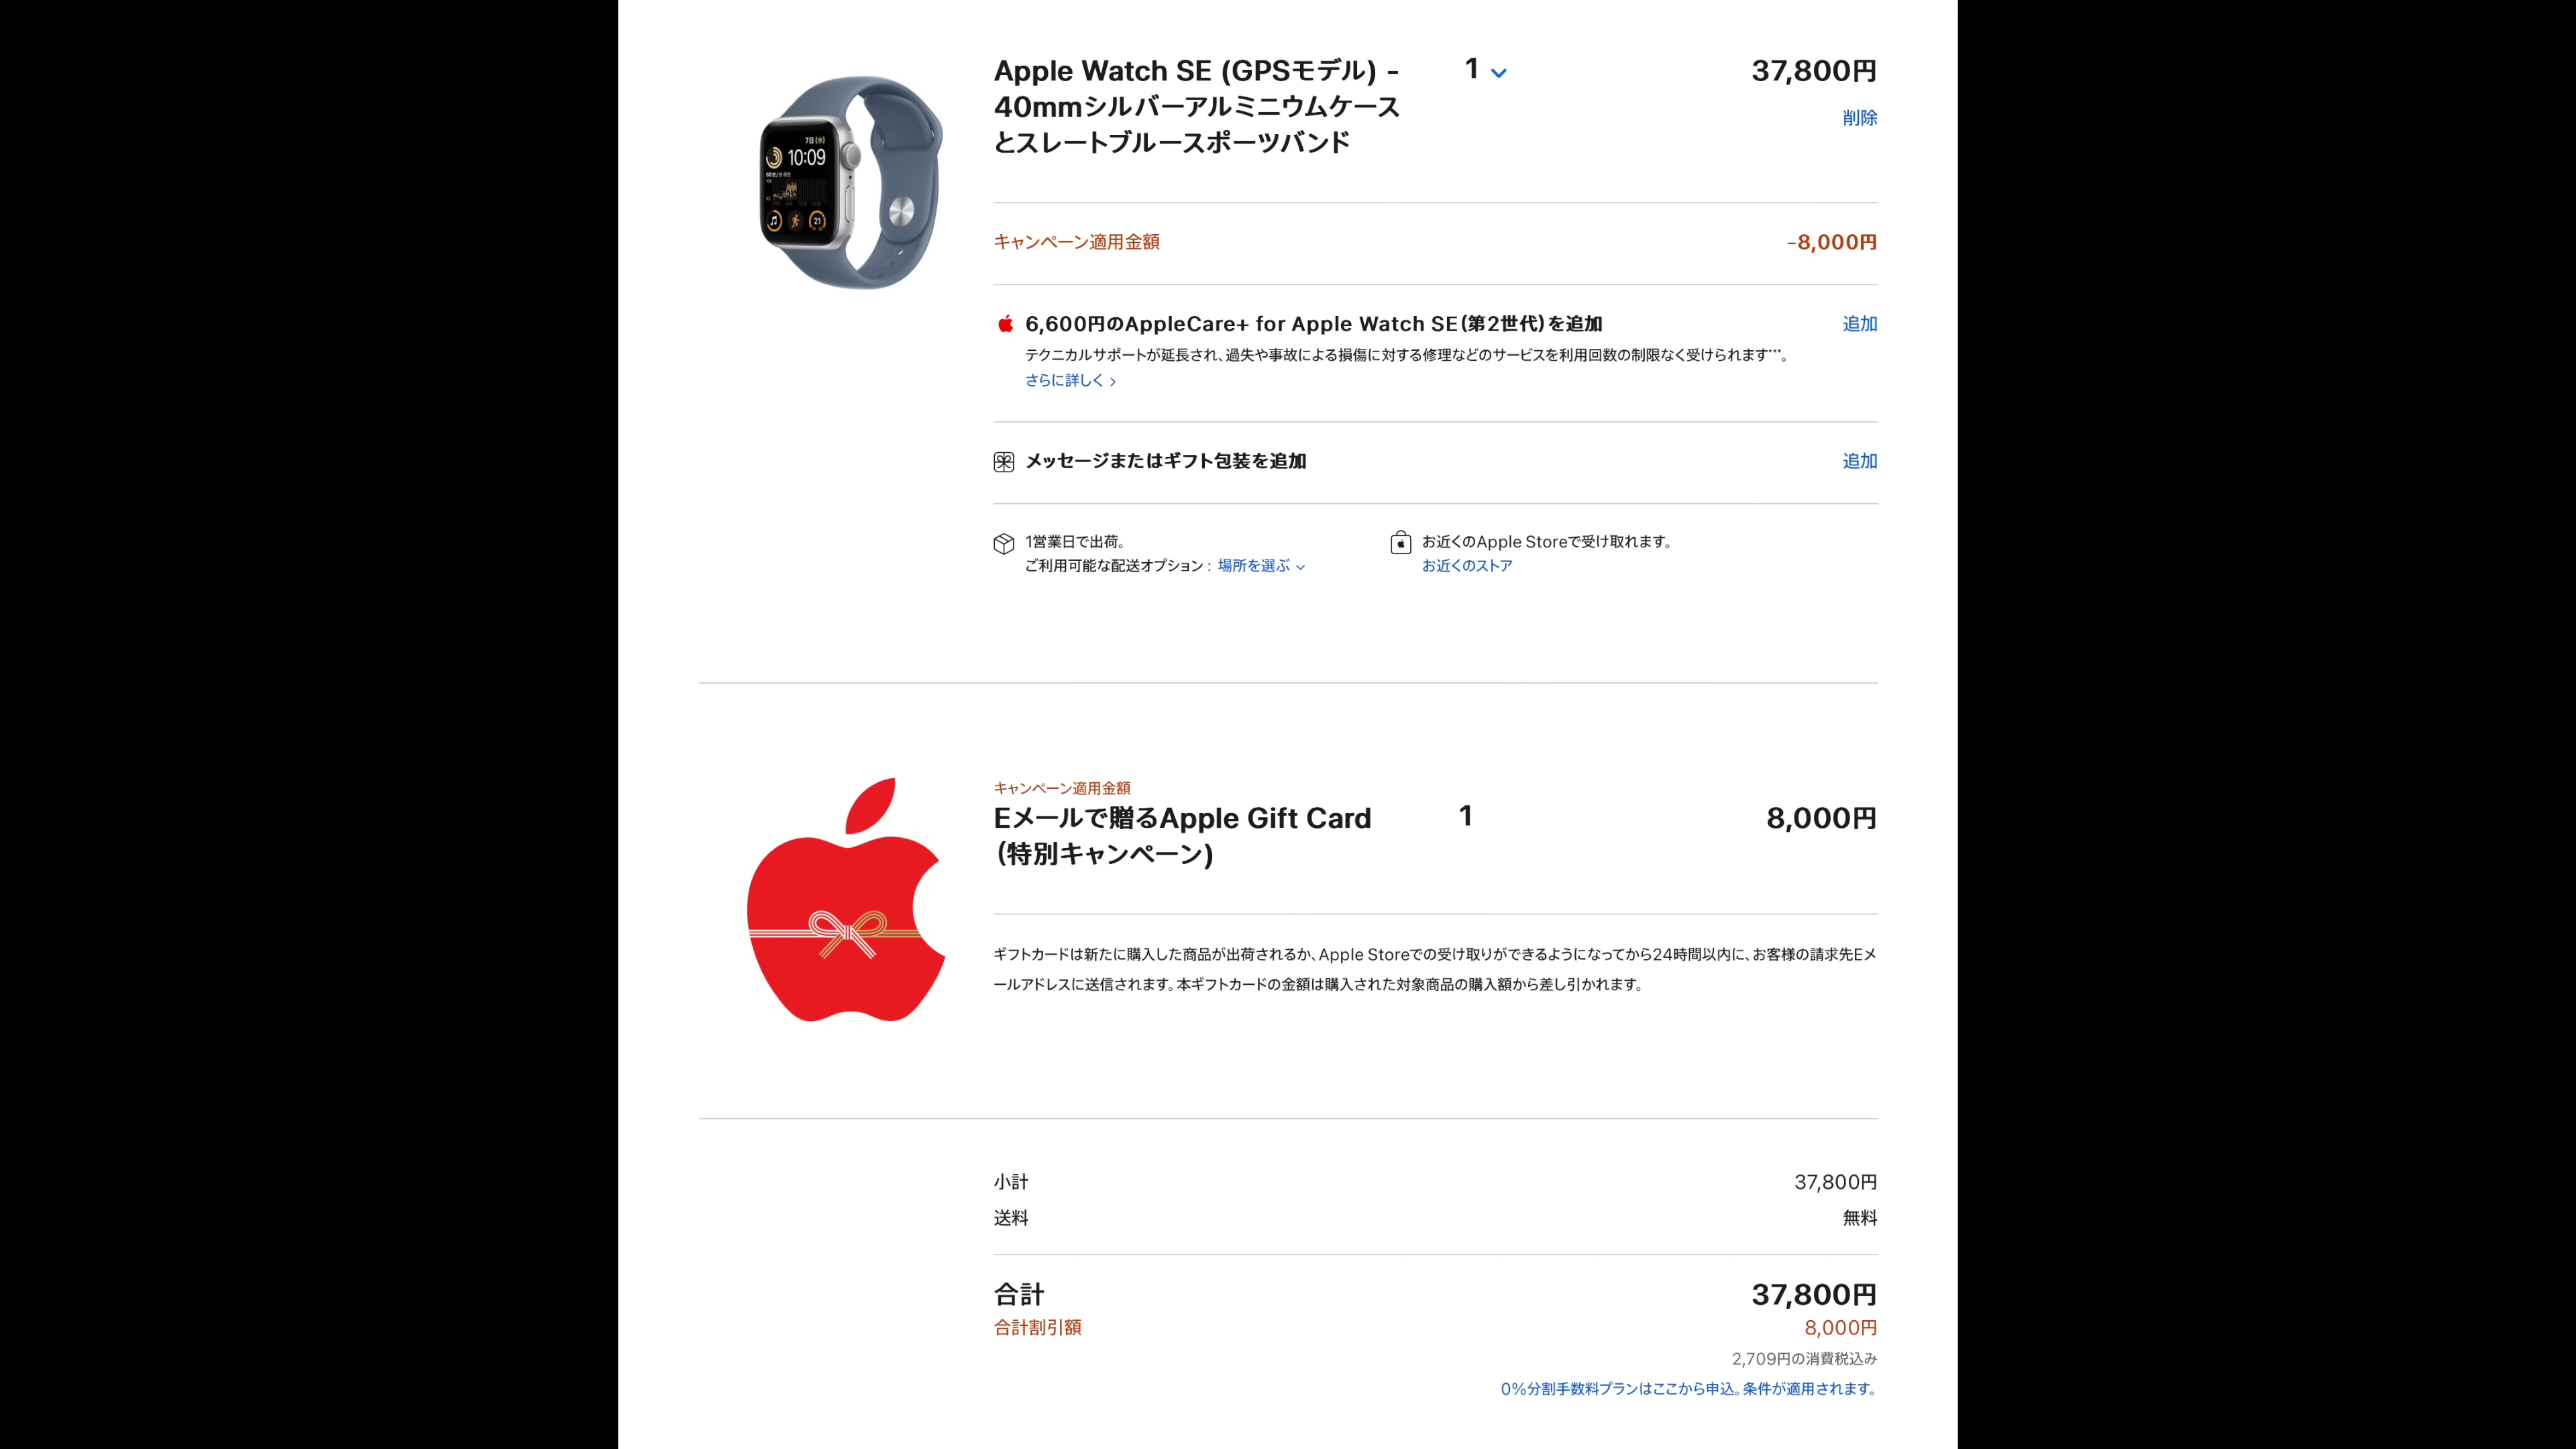 Apple Watch SE (GPSモデル) -
40mmシルバーアルミニウムケース
とスレートブルースポーツバンド
1
37,800円
削除
7日(水)
10:09
21
キャンペーン適用金額
-8,000円
6,600円のAppleCare+ for Apple Watch SE(第2世代)を追加
追加
テクニカルサポートが延長され、過失や事故による損傷に対する修理などのサービスを利用回数の制限なく受けられます***。
さらに詳しく >
メッセージまたはギフト包装を追加
追加
1営業日で出荷。
ご利用可能な配送オプション: 場所を選ぶ
お近くのApple Storeで受け取れます。
お近くのストア
キャンペーン適用金額
Eメールで贈るApple Gift Card
(特別キャンペーン)
1
8,000円
ギフトカードは新たに購入した商品が出荷されるか、Apple Storeでの受け取りができるようになってから24時間以内に、お客様の請求先Eメ
ールアドレスに送信されます。本ギフトカードの金額は購入された対象商品の購入額から差し引かれます。
小計
37,800円
送料
無料
合計
37,800円
合計割引額
8,000円
2,709円の消費税込み
0%分割手数料プランはここから申込。条件が適用されます。